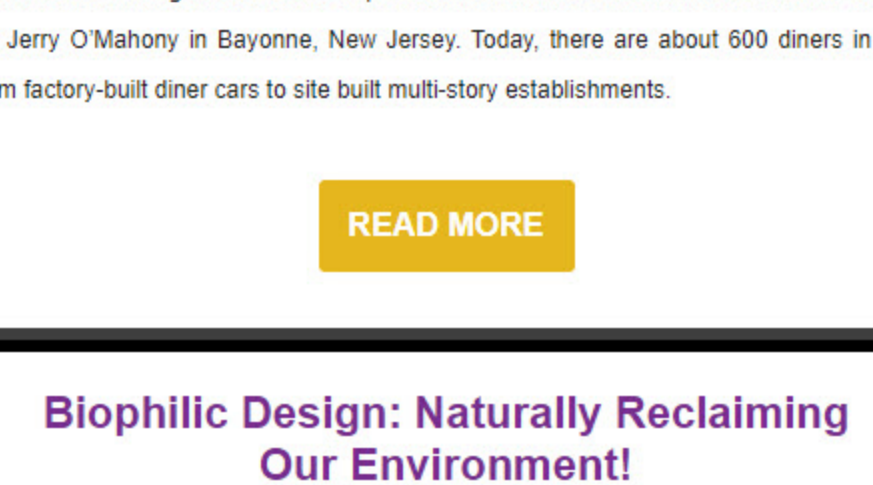 Jerry O’Mahony in Bayonne, New Jersey. Today, there are about 600 diners in
factory-built diner cars to site built multi-story establishments.
READ MORE
Biophilic Design: Naturally Reclaiming
Our Environment!